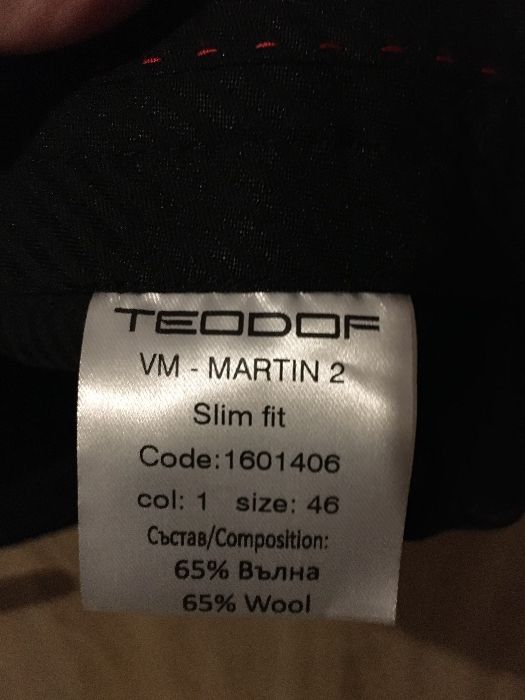 TEODOF
VM - MARTIN 2
Slim fit
Code:1601406
col: 1 size: 46
Състав/Composition:
65% Вълна
65% Wool